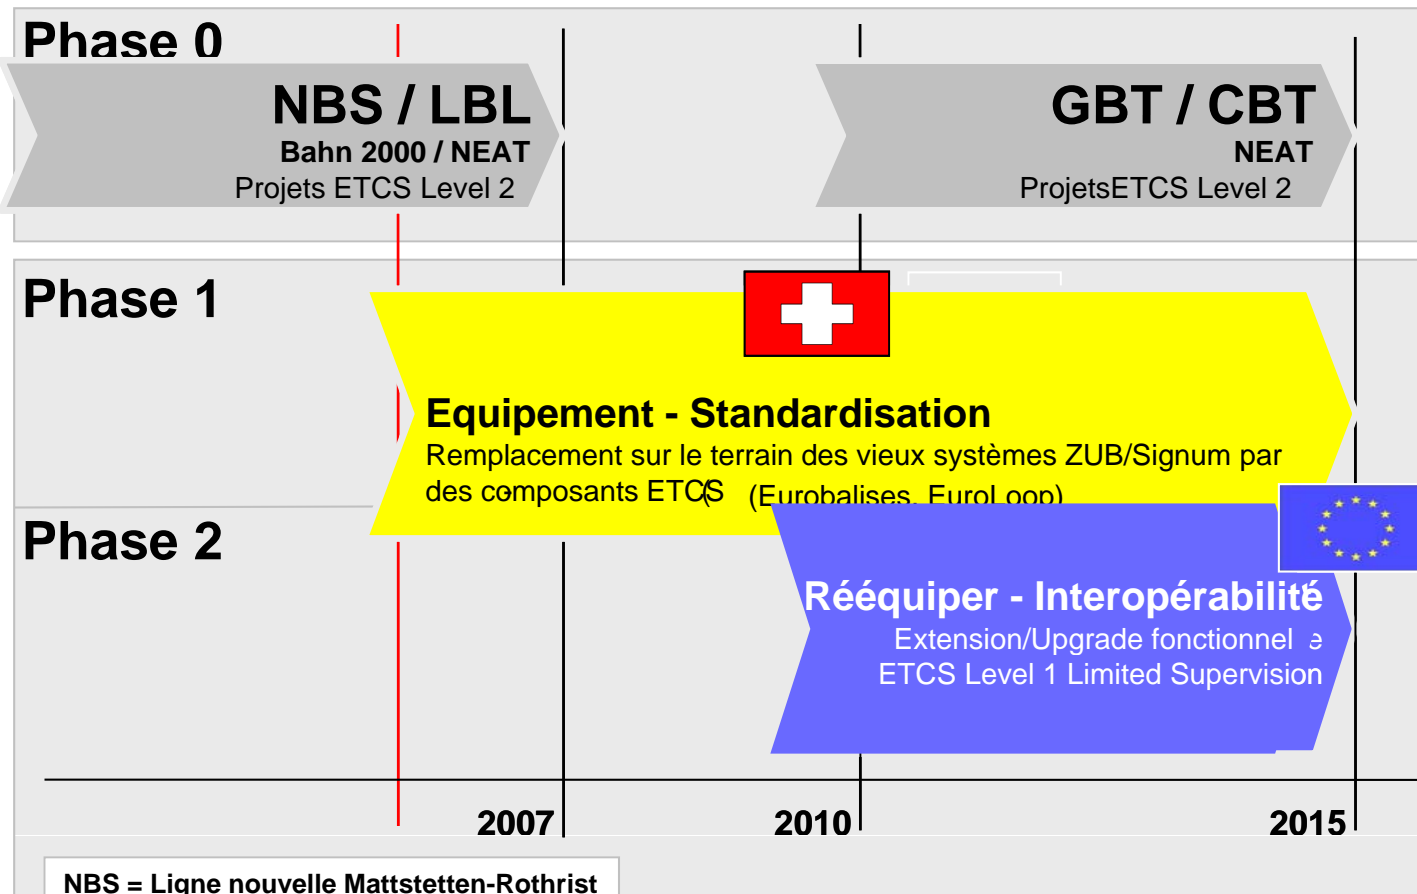 Phase 0
NBS / LBL
Bahn 2000 / NEAT
Projets ETCS Level 2
GBT / CBT
NEAT
ProjetsETCS Level 2
Phase 1
Equipement - Standardisation
Remplacement sur le terrain des vieux systèmes ZUB/Signum par
des composants ETCS (Eurobalises, EuroLoop)
Phase 2
Rééquiper - Interopérabilité
Extension/Upgrade fonctionnel e
ETCS Level 1 Limited Supervision
2007
2010
2015
NBS = Ligne nouvelle Mattstetten-Rothrist